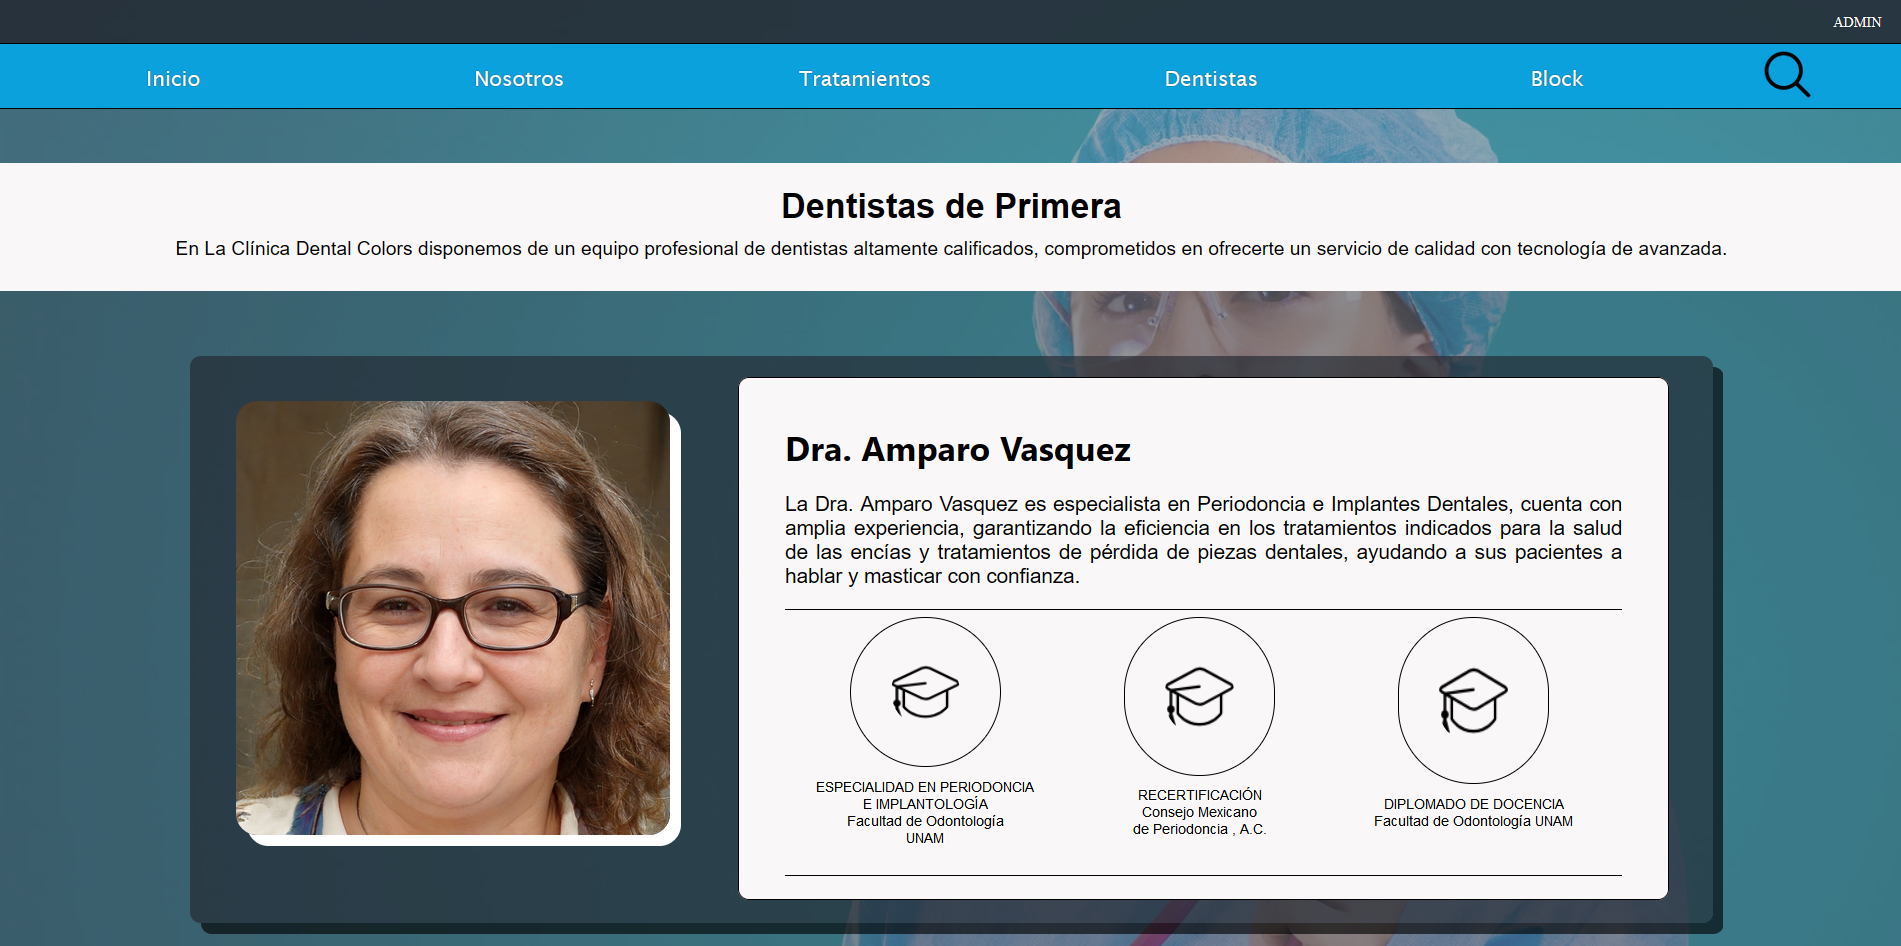 ADMIN
Inicio Nosotros Tratamientos Dentistas Block
Dentistas de Primera
En La Clínica Dental Colors disponemos de un equipo profesional de dentistas altamente calificados, comprometidos en ofrecerte un servicio de calidad con tecnología de avanzada.
Dra. Amparo Vasquez
La Dra. Amparo Vasquez es especialista en Periodoncia e Implantes Dentales, cuenta con
amplia experiencia, garantizando la eficiencia en los tratamientos indicados para la salud
de las encías y tratamientos de pérdida de piezas dentales, ayudando a sus pacientes a
hablar y masticar con confianza.
ESPECIALIDAD EN PERIODONCIA
E IMPLANTOLOGÍA
Facultad de Odontología
UNAM
RECERTIFICACIÓN
Consejo Mexicano
de Periodoncia , A.C.
DIPLOMADO DE DOCENCIA
Facultad de Odontología UNAM